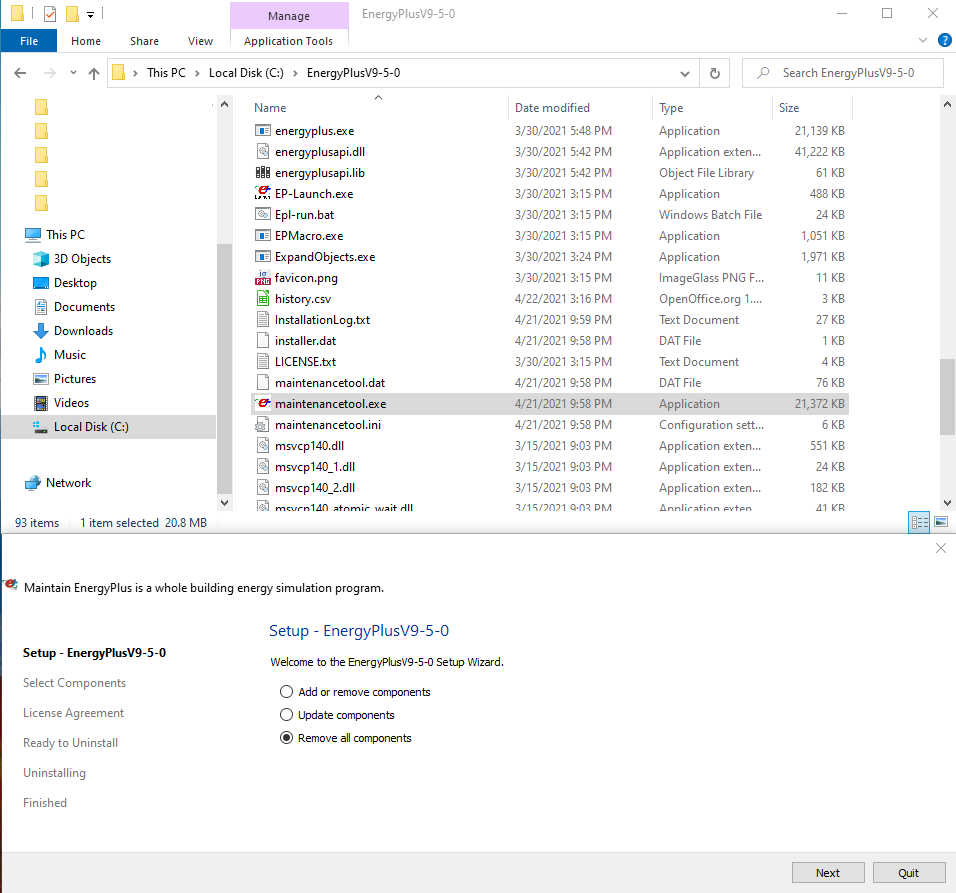 Manage EnergyPlusV9-5-0
File Home Share View Application Tools
This PC Local Disk (C:) EnergyPlusV9-5-0 Search EnergyPlusV9-5-0
Name Date modified Type Size
energyplus.exe 3/30/2021 5:48 PM Application 21,139 KB
energyplusapi.dll 3/30/2021 5:42 PM Application exten... 41,222 KB
energyplusapi.lib 3/30/2021 5:42 PM Object File Library 61 KB
EP-Launch.exe 3/30/2021 3:15 PM Application 488 KB
Epl-run.bat 3/30/2021 3:15 PM Windows Batch File 24 KB
EPMacro.exe 3/30/2021 3:15 PM Application 1,051 KB
ExpandObjects.exe 3/30/2021 3:24 PM Application 1,971 KB
favicon.png 3/30/2021 3:15 PM ImageGlass PNG F... 11 KB
history.csv 4/22/2021 3:16 PM OpenOffice.org 1.... 3 KB
InstallationLog.txt 4/21/2021 9:59 PM Text Document 27 KB
installer.dat 4/21/2021 9:58 PM DAT File 1 KB
LICENSE.txt 3/30/2021 3:15 PM Text Document 4 KB
maintenancetool.dat 4/21/2021 9:58 PM DAT File 76 KB
maintenancetool.exe 4/21/2021 9:58 PM Application 21,372 KB
maintenancetool.ini 4/21/2021 9:58 PM Configuration sett... 6 KB
msvcp140.dll 3/15/2021 9:03 PM Application exten... 551 KB
msvcp140_1.dll 3/15/2021 9:03 PM Application exten... 24 KB
msvcp140_2.dll 3/15/2021 9:03 PM Application exten... 182 KB
msvcp140_atomic_wait.dll 3/15/2021 9:03 PM Application exten... 41 KB
This PC
3D Objects
Desktop
Documents
Downloads
Music
Pictures
Videos
Local Disk (C:)
Network
93 items 1 item selected 20.8 MB
Maintain EnergyPlus is a whole building energy simulation program.
Setup - EnergyPlusV9-5-0
Select Components
License Agreement
Ready to Uninstall
Uninstalling
Finished
Setup - EnergyPlusV9-5-0
Welcome to the EnergyPlusV9-5-0 Setup Wizard.
Add or remove components
Update components
Remove all components
Next Quit